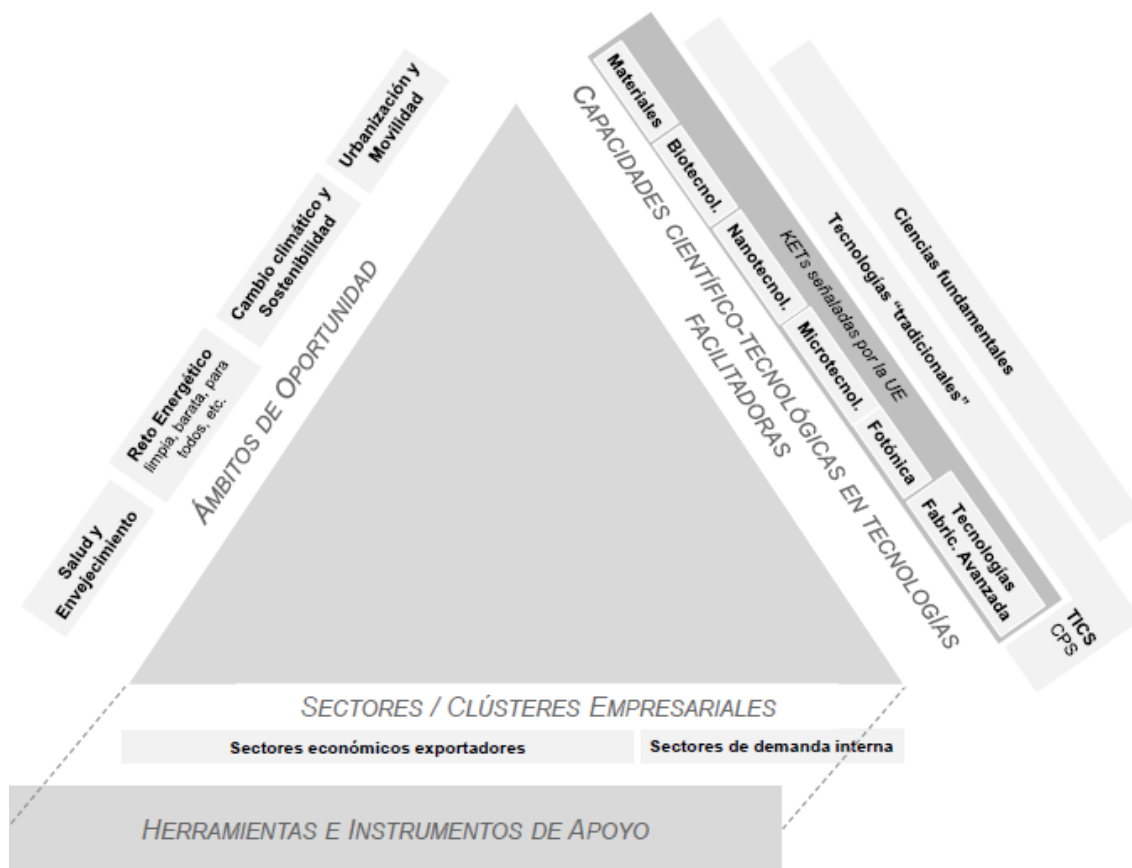 Urbanización y
Movilidad
Cambio climático y
Sostenibilidad
Reto Energético
limpia, barata, para
todos, etc.
Salud y
Envejecimiento
ÁMBITOS DE OPORTUNIDAD
CAPACIDADES CIENTÍFICO-TECNOLÓGICAS EN TECNOLOGÍAS
FACILITADORAS
Materiales
Biotecnol.
Nanotecnol.
Microtecnol.
Fotónica
Tecnologías
Fabric. Avanzada
KETs señaladas por la UE
Tecnologías “tradicionales”
Ciencias fundamentales
TICS
CPS
SECTORES / CLÚSTERES EMPRESARIALES
Sectores económicos exportadores
Sectores de demanda interna
HERRAMIENTAS E INSTRUMENTOS DE APOYO